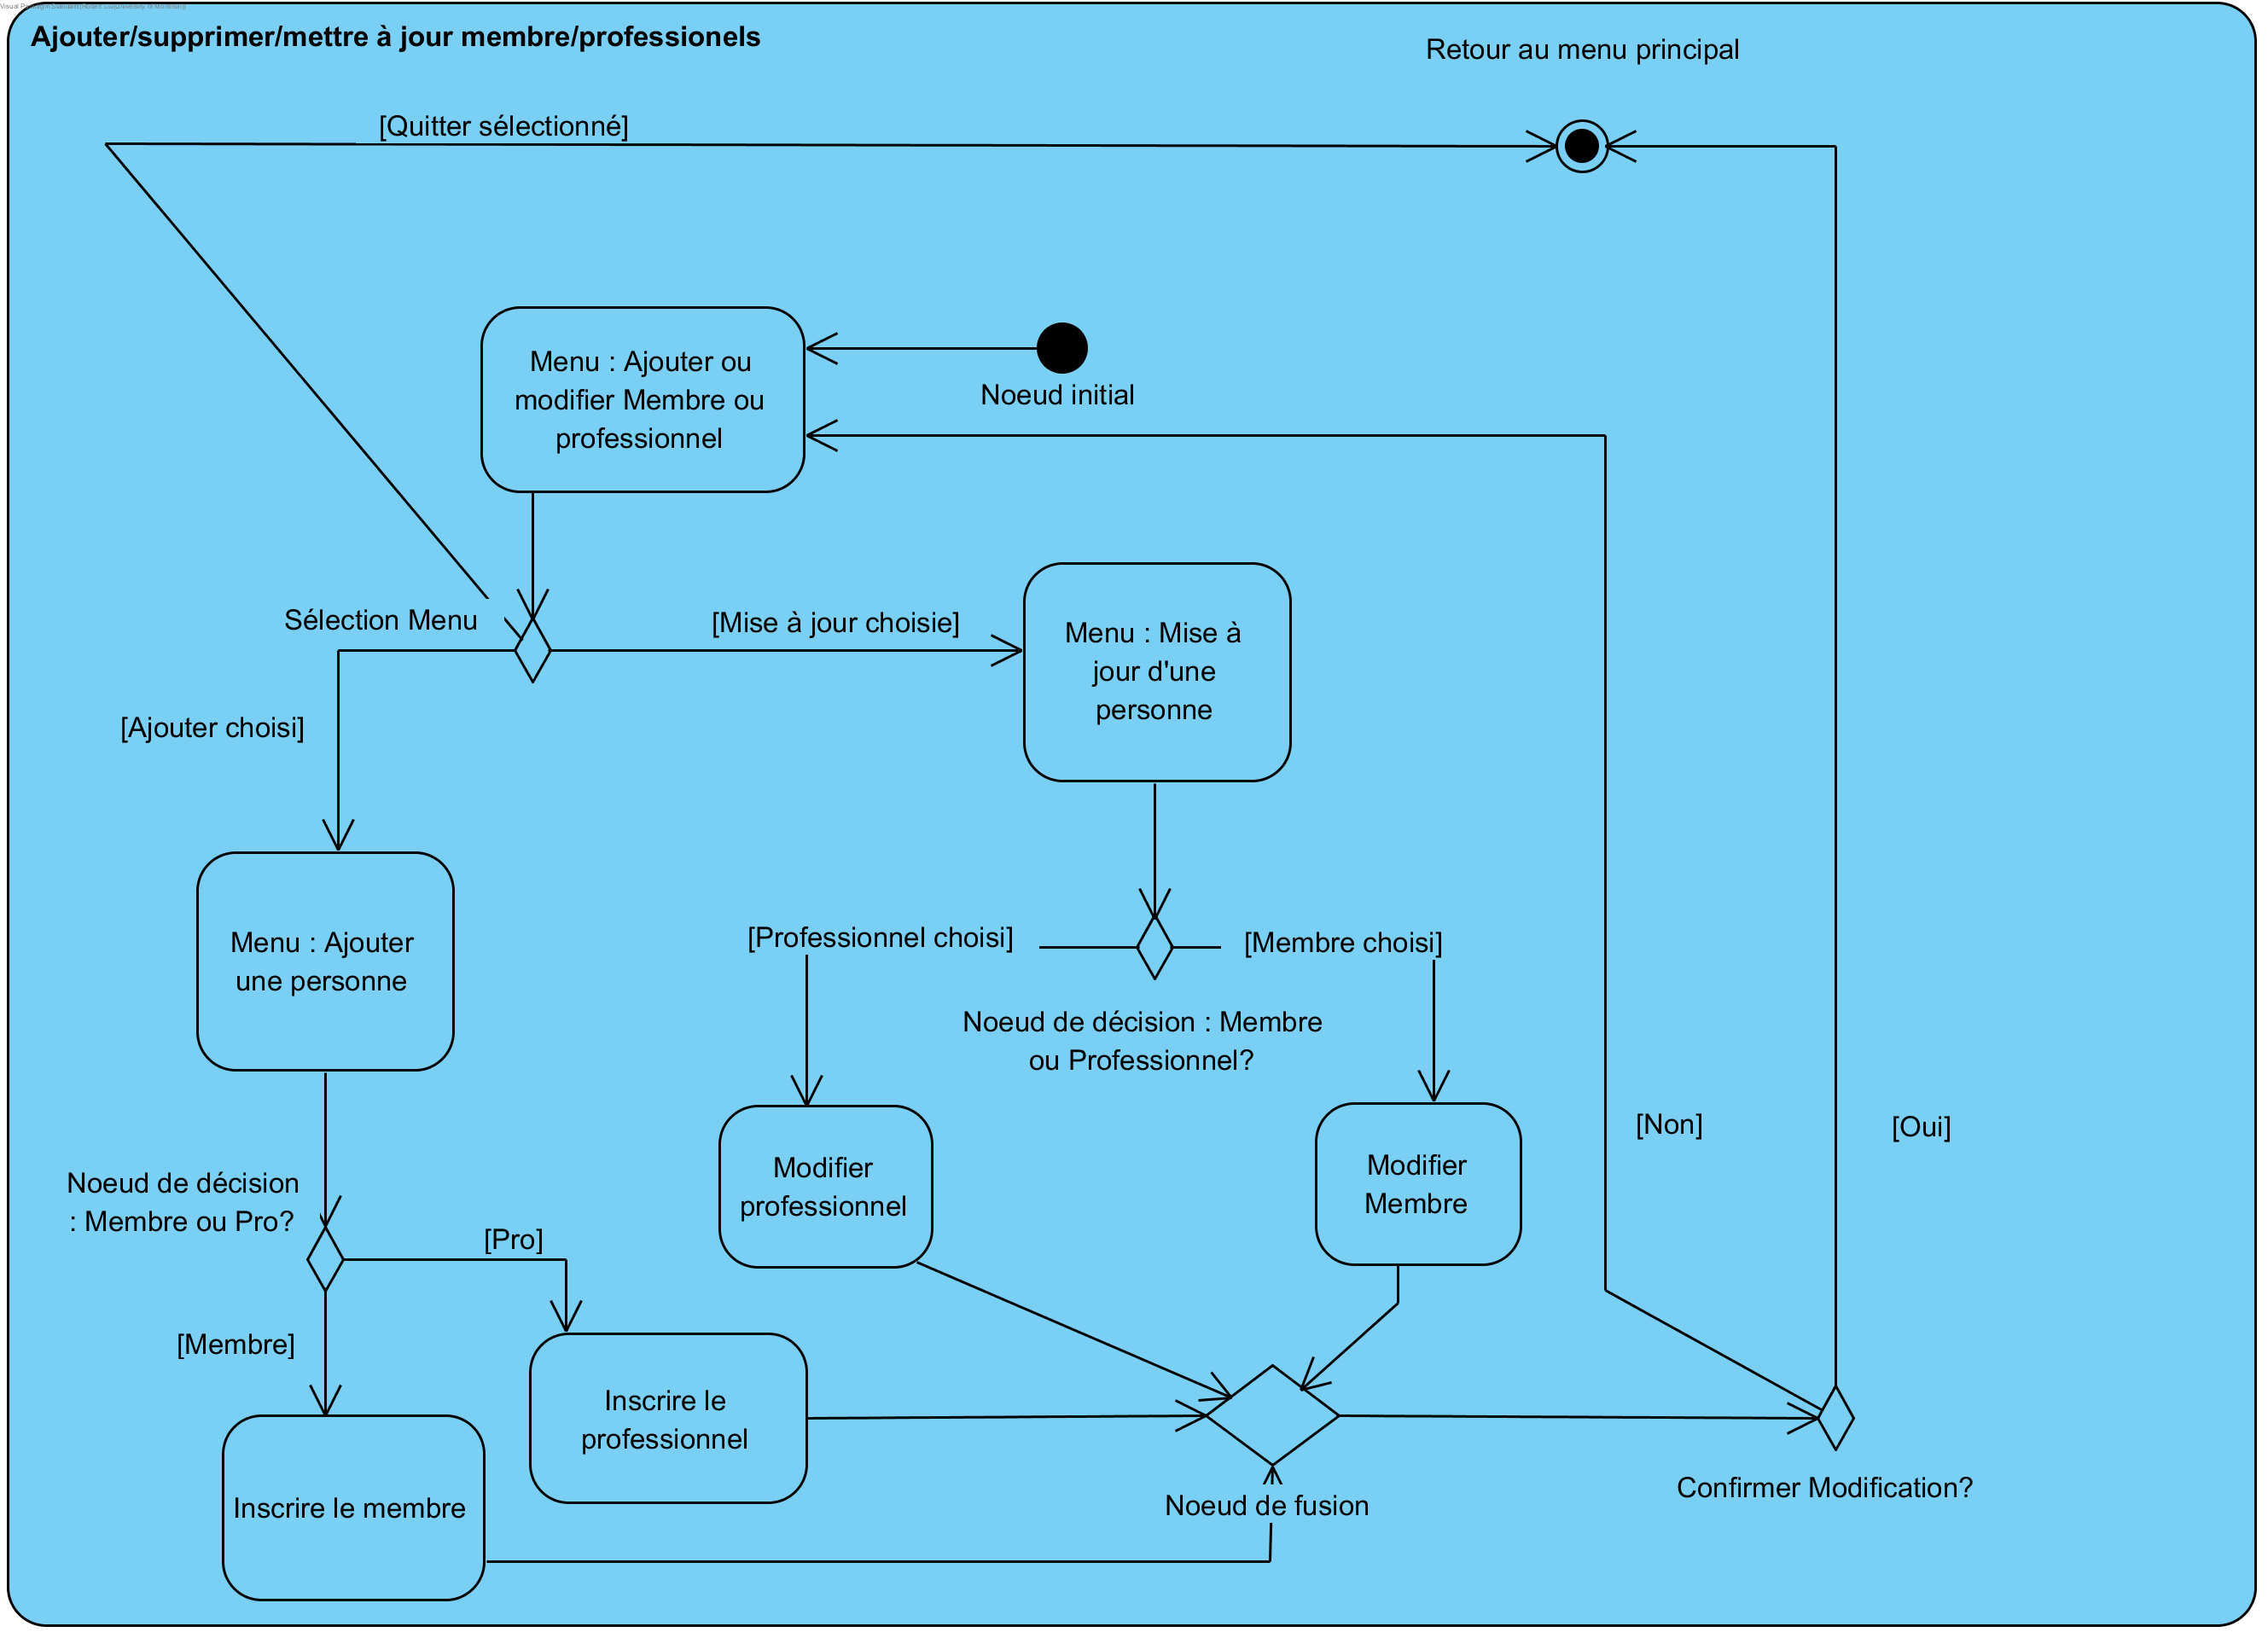 Ajouter/supprimer/mettre à jour membre/professionels
Retour au menu principal
[Quitter sélectionné]
Menu : Ajouter ou
modifier Membre ou
professionnel
Noeud initial
Sélection Menu
[Mise à jour choisie]
Menu : Mise à
jour d'une
personne
[Ajouter choisi]
Menu : Ajouter
une personne
[Professionnel choisi]
[Membre choisi]
Noeud de décision : Membre
ou Professionnel?
Modifier
professionnel
Modifier
Membre
[Non]
[Oui]
Noeud de décision
: Membre ou Pro?
[Pro]
[Membre]
Inscrire le
professionnel
Inscrire le membre
Noeud de fusion
Confirmer Modification?